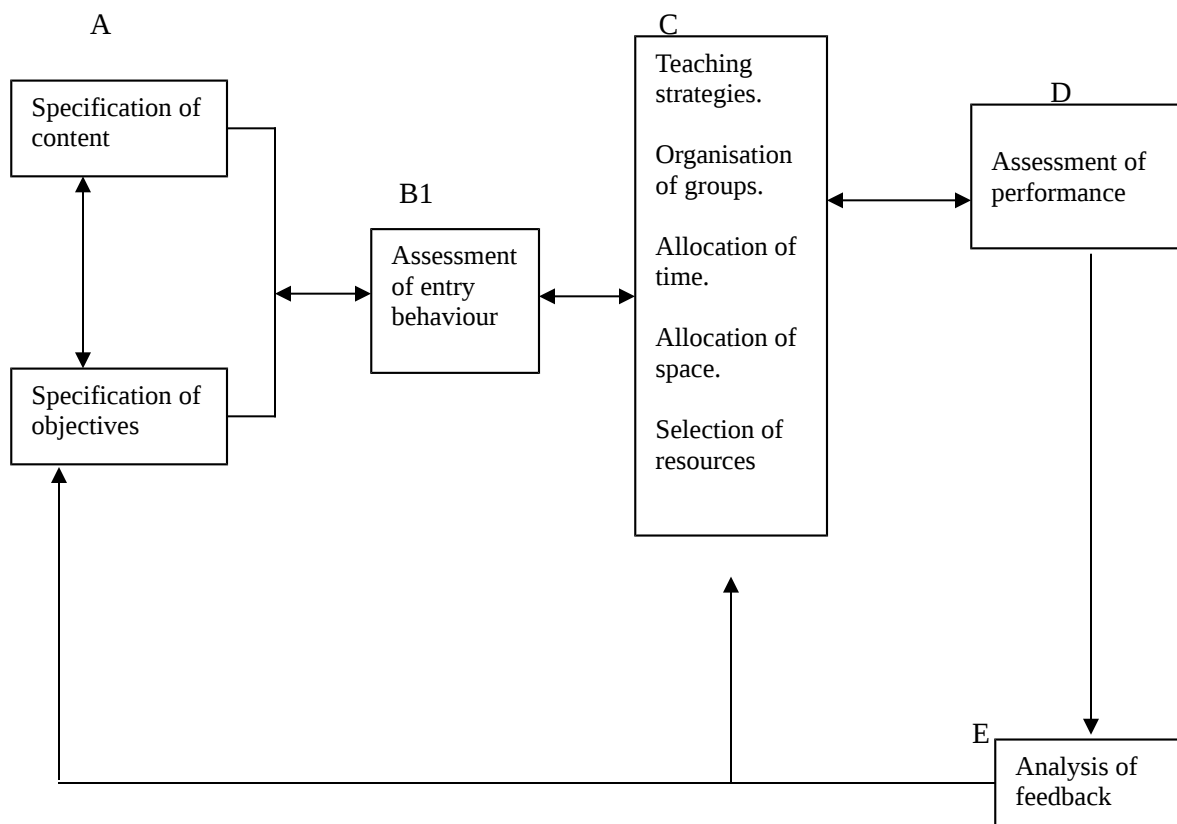 A
Specification of
content
Specification of
objectives
B1
Assessment
of entry
behaviour
C
Teaching
strategies.
Organisation
of groups.
Allocation of
time.
Allocation of
space.
Selection of
resources
D
Assessment of
performance
E
Analysis of
feedback